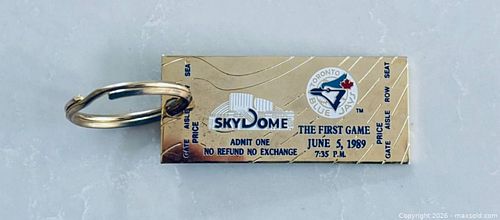 GATE AISLE SEA
PRICE
SKYDOME
ADMIT ONE
NO REFUND NO EXCHANGE
TORONTO
BLUE JAYS
TM
THE FIRST GAME
JUNE 5, 1989
7:35 P.M.
GATE AISLE ROW SEAT
PRICE
Copyright 2026 - maxsold.com